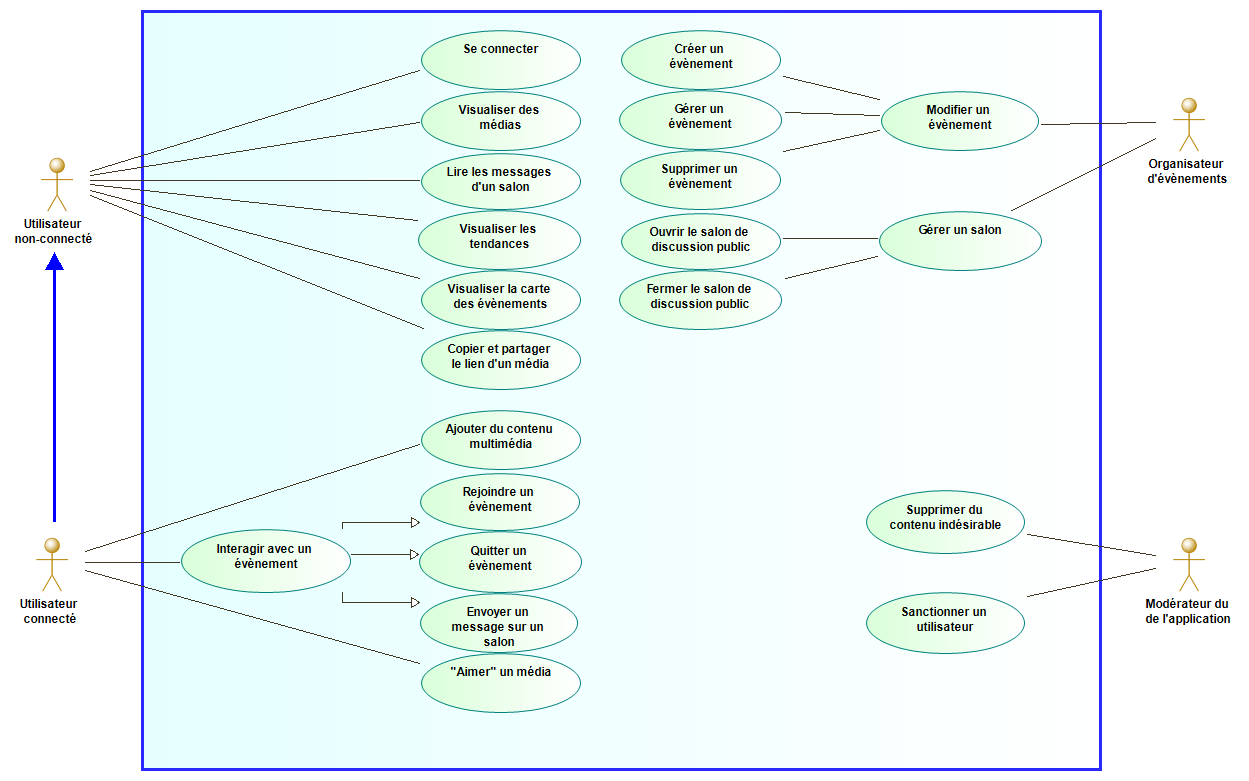 Se connecter
Visualiser des
médias
Lire les messages
d'un salon
Visualiser les
tendances
Visualiser la carte
des évènements
Copier et partager
le lien d'un média
Utilisateur
non-connecté
Créer un
évènement
Gérer un
évènement
Supprimer un
évènement
Ouvrir le salon de
discussion public
Fermer le salon de
discussion public
Modifier un
évènement
Gérer un salon
Organisateur
d'évènements
Ajouter du contenu
multimédia
Rejoindre un
évènement
Interagir avec un
évènement
Quitter un
évènement
Envoyer un
message sur un
salon
"Aimer" un média
Utilisateur
connecté
Supprimer du
contenu indésirable
Sanctionner un
utilisateur
Modérateur du
de l'application